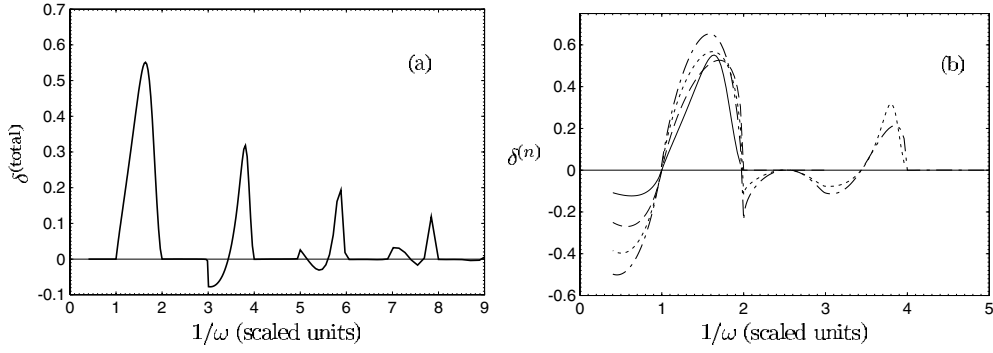 0.7
0.6
0.5
0.4
0.3
0.2
0.1
0
-0.1
δ(total)
(a)
0 1 2 3 4 5 6 7 8 9
1/ω (scaled units)
0.6
0.4
0.2
0
-0.2
-0.4
-0.6
δ(n)
(b)
0 1 2 3 4 5
1/ω (scaled units)